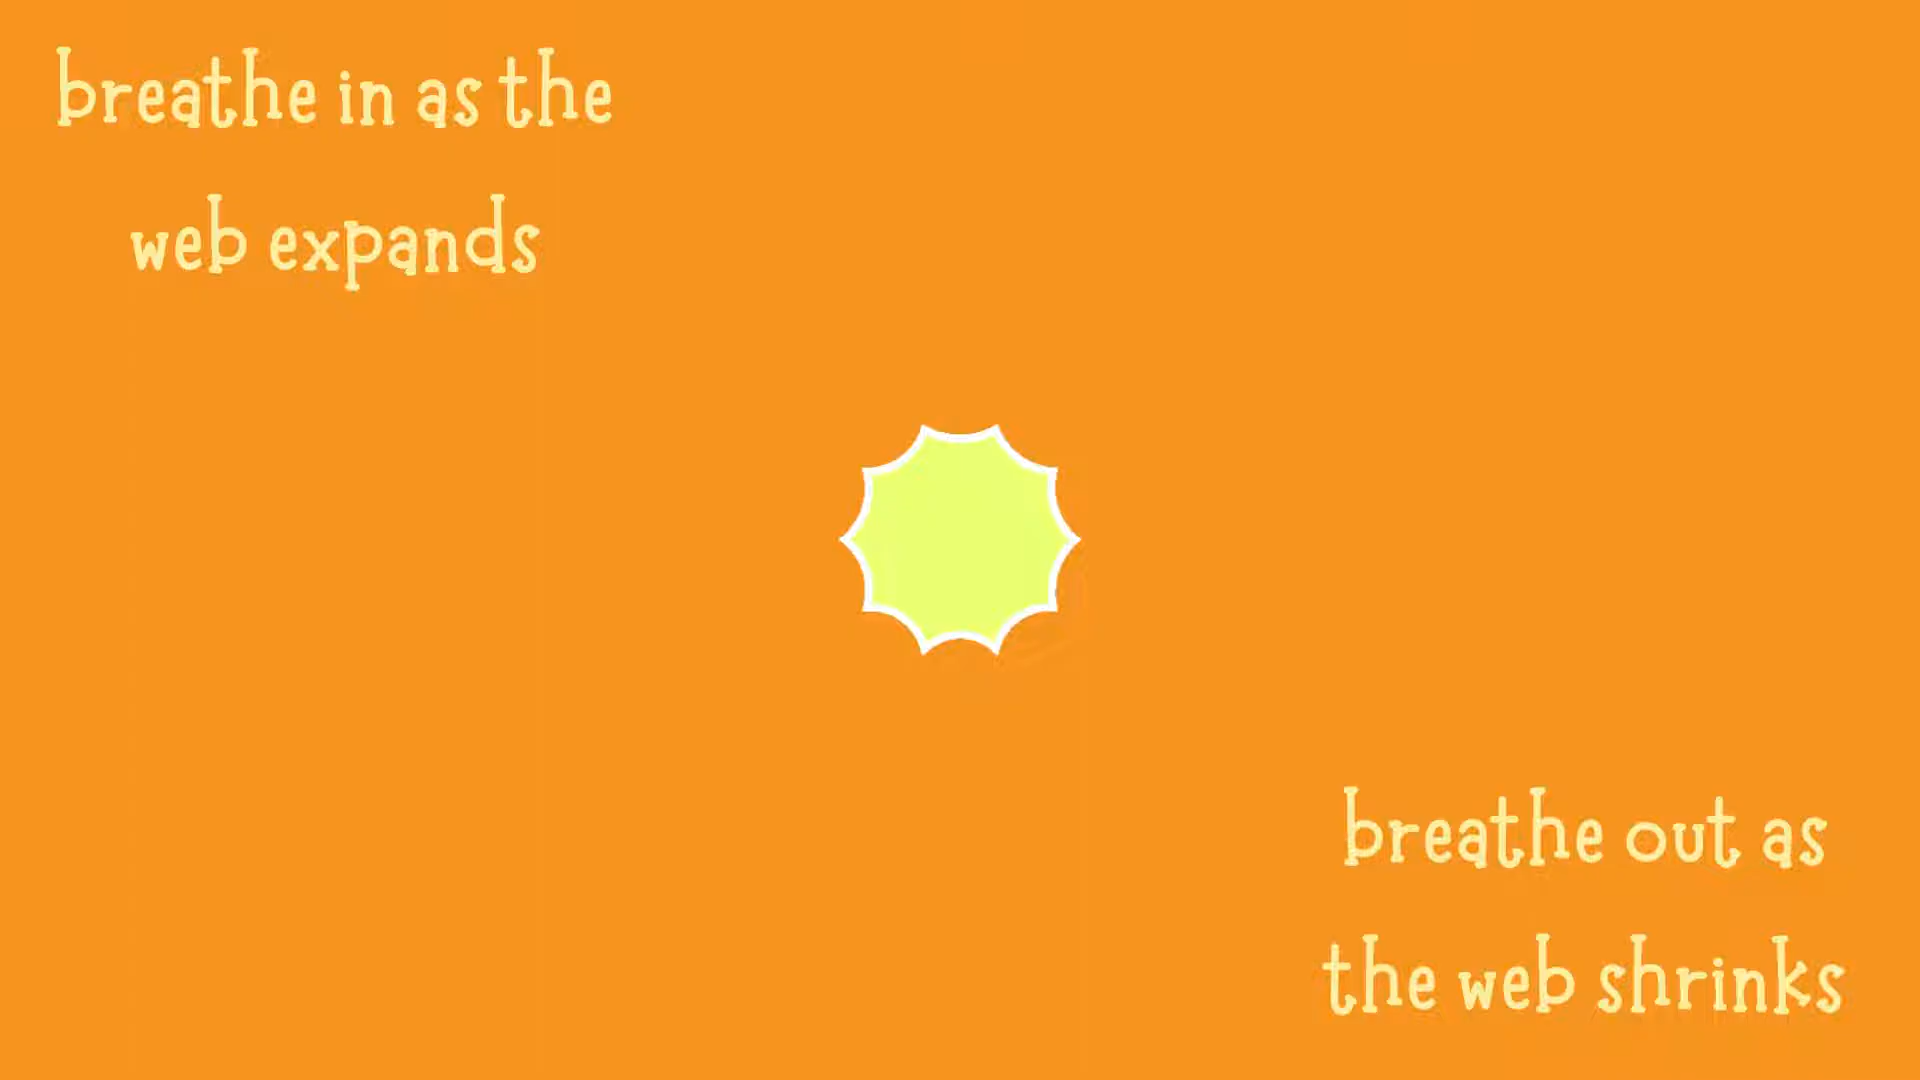 breathe in as the
web expands
breathe out as
the web shrinks